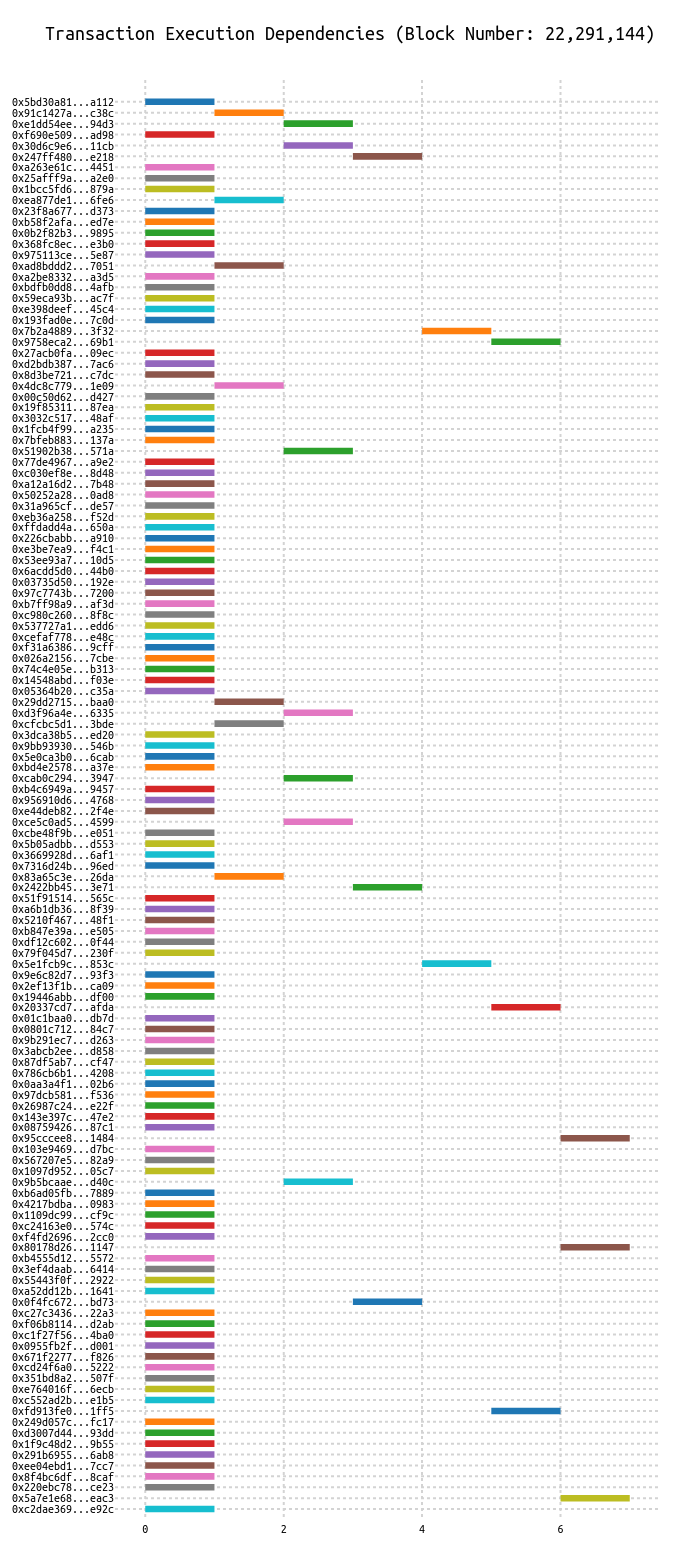 Transaction Execution Dependencies (Block Number: 22,291,144)
0x5bd30a81...a112
0x91c1427a...c38c
0xe1dd54ee...94d3
0xf690e509...ad98
0x30d6c9e6...11cb
0x247ff480...e218
0xa263e61c...4451
0x25afff9a...a2e0
0x1bcc5fd6...879a
0xea877de1...6fe6
0x23f8a677...d373
0xb58f2afa...ed7e
0x0b2f82b3...9895
0x368fc8ec...e3b0
0x975113ce...5e87
0xad8bddd2...7051
0xa2be8332...a3d5
0xbdfb0dd8...4afb
0x59eca93b...ac7f
0xe398deef...45c4
0x193fad0e...7c0d
0x7b2a4889...3f32
0x9758eca2...69b1
0x27acb0fa...09ec
0xd2bdb387...7ac6
0x8d3be721...c7dc
0x4dc8c779...1e09
0x00c50d62...d427
0x19f85311...87ea
0x3032c517...48af
0x1fcb4f99...a235
0x7bfeb883...137a
0x51902b38...571a
0x77de4967...a9e2
0xc030ef8e...8d48
0xa12a16d2...7b48
0x50252a28...0ad8
0x31a965cf...de57
0xeb36a258...f52d
0xffdadd4a...650a
0x226cbabb...a910
0xe3be7ea9...f4c1
0x53ee93a7...10d5
0x6acdd5d0...44b0
0x03735d50...192e
0x97c7743b...7200
0xb7ff98a9...af3d
0xc980c260...8f8c
0x537727a1...edd6
0xcefaf778...e48c
0xf31a6386...9cff
0x026a2156...7cbe
0x74c4e05e...b313
0x14548abd...f03e
0x05364b20...c35a
0x29dd2715...baa0
0xd3f96a4e...6335
0xcfcbc5d1...3bde
0x3dca38b5...ed20
0x9bb93930...546b
0x5e0ca3b0...6cab
0xbd4e2578...a37e
0xcab0c294...3947
0xb4c6949a...9457
0x956910d6...4768
0xe44deb82...2f4e
0xce5c0ad5...4599
0xcbe48f9b...e051
0x5b05adbb...d553
0x3669928d...6af1
0x7316d24b...96ed
0x83a65c3e...26da
0x2422bb45...3e71
0x51f91514...565c
0xa6b1db36...8f39
0x5210f467...48f1
0xb847e39a...e505
0xdf12c602...0f44
0x79f045d7...230f
0x5e1fcb9c...853c
0x9e6c82d7...93f3
0x2ef13f1b...ca09
0x19446abb...df00
0x20337cd7...afda
0x01c1baa0...db7d
0x0801c712...84c7
0x9b291ec7...d263
0x3abcb2ee...d858
0x87df5ab7...cf47
0x786cb6b1...4208
0x0aa3a4f1...02b6
0x97dcb581...f536
0x26987c24...e22f
0x143e397c...47e2
0x08759426...87c1
0x95cccee8...1484
0x103e9469...d7bc
0x567207e5...82a9
0x1097d952...05c7
0x9b5bcaae...d40c
0xb6ad05fb...7889
0x4217bdba...0983
0x1109dc99...cf9c
0xc24163e0...574c
0xf4fd2696...2cc0
0x80178d26...1147
0xb4555d12...5572
0x3ef4daab...6414
0x55443f0f...2922
0xa52dd12b...1641
0x0f4fc672...bd73
0xc27c3436...22a3
0xf06b8114...d2ab
0xc1f27f56...4ba0
0x0955fb2f...d001
0x671f2277...f826
0xcd24f6a0...5222
0x351bd8a2...507f
0xe764016f...6ecb
0xc552ad2b...e1b5
0xfd913fe0...1ff5
0x249d057c...fc17
0xd3007d44...93dd
0x1f9c48d2...9b55
0x291b6955...6ab8
0xee04ebd1...7cc7
0x8f4bc6df...8caf
0x220ebc78...ce23
0x5a7e1e68...eac3
0xc2dae369...e92c
0 2 4 6